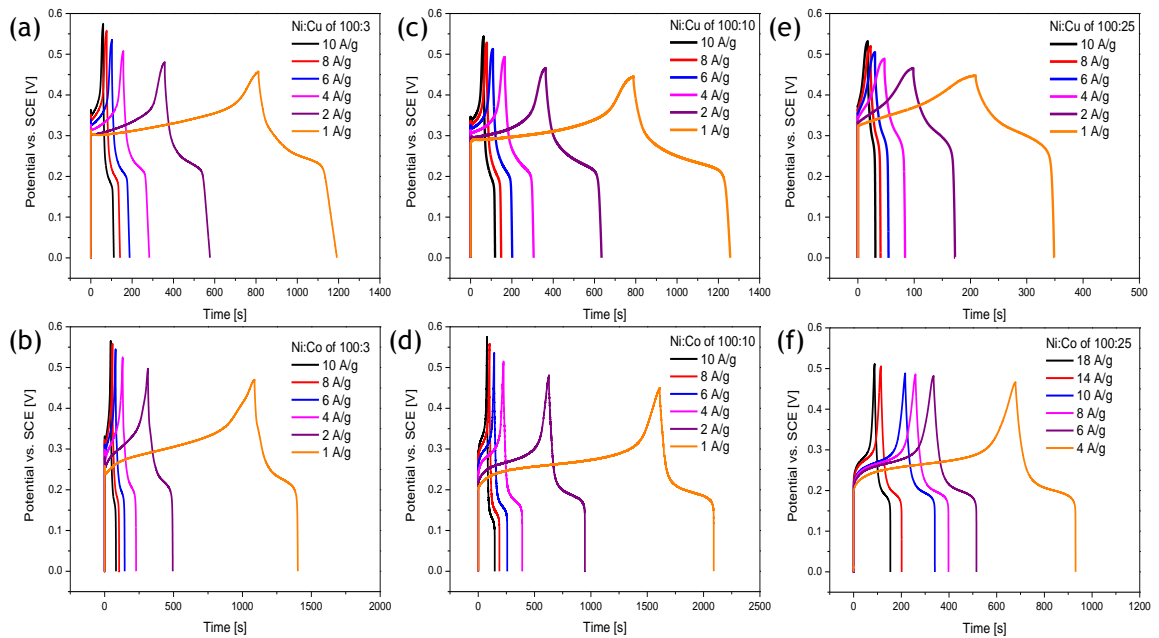 (a)
Ni:Cu of 100:3
10 A/g
8 A/g
6 A/g
4 A/g
2 A/g
1 A/g
Potential vs. SCE [V]
0.6
0.5
0.4
0.3
0.2
0.1
0.0
0 200 400 600 800 1000 1200 1400
Time [s]
(c)
Ni:Cu of 100:10
10 A/g
8 A/g
6 A/g
4 A/g
2 A/g
1 A/g
Potential vs. SCE [V]
0.6
0.5
0.4
0.3
0.2
0.1
0.0
0 200 400 600 800 1000 1200 1400
Time [s]
(e)
Ni:Cu of 100:25
10 A/g
8 A/g
6 A/g
4 A/g
2 A/g
1 A/g
Potential vs. SCE [V]
0.6
0.5
0.4
0.3
0.2
0.1
0.0
0 100 200 300 400 500
Time [s]
(b)
Ni:Co of 100:3
10 A/g
8 A/g
6 A/g
4 A/g
2 A/g
1 A/g
Potential vs. SCE [V]
0.6
0.5
0.4
0.3
0.2
0.1
0.0
0 500 1000 1500 2000
Time [s]
(d)
Ni:Co of 100:10
10 A/g
8 A/g
6 A/g
4 A/g
2 A/g
1 A/g
Potential vs. SCE [V]
0.6
0.5
0.4
0.3
0.2
0.1
0.0
0 500 1000 1500 2000 2500
Time [s]
(f)
Ni:Co of 100:25
18 A/g
14 A/g
10 A/g
8 A/g
6 A/g
4 A/g
Potential vs. SCE [V]
0.6
0.5
0.4
0.3
0.2
0.1
0.0
0 200 400 600 800 1000 1200
Time [s]